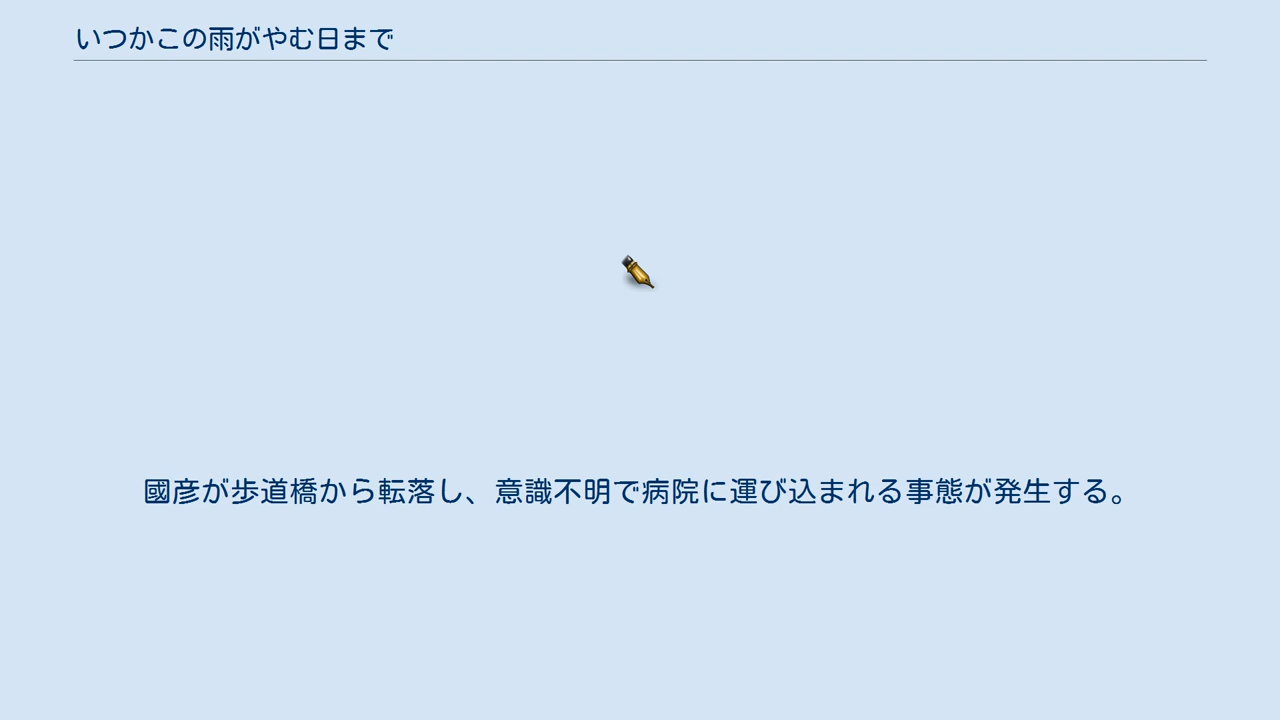 いつかこの雨がやむ日まで
國彦が歩道橋から転落し、意識不明で病院に運び込まれる事態が発生する。